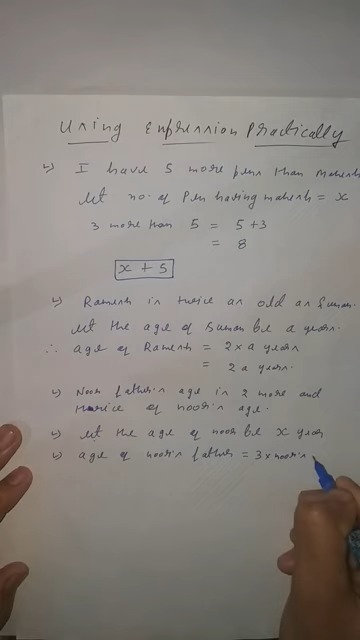 Using Expression Practically
↳ I have 5 more pens than Mahesh
let no. of Pen having mahesh = x
3 more than 5 = 5+3
= 8
x + 5
↳ Ramesh is twice as old as Suman.
let the age of suman be a years.
∴ age of Ramesh = 2×a years
= 2a years.
↳ Noor father's age is 2 more and
thrice of noor's age.
↳ let the age of noor be x years
↳ age of noor's father = 3×noor's